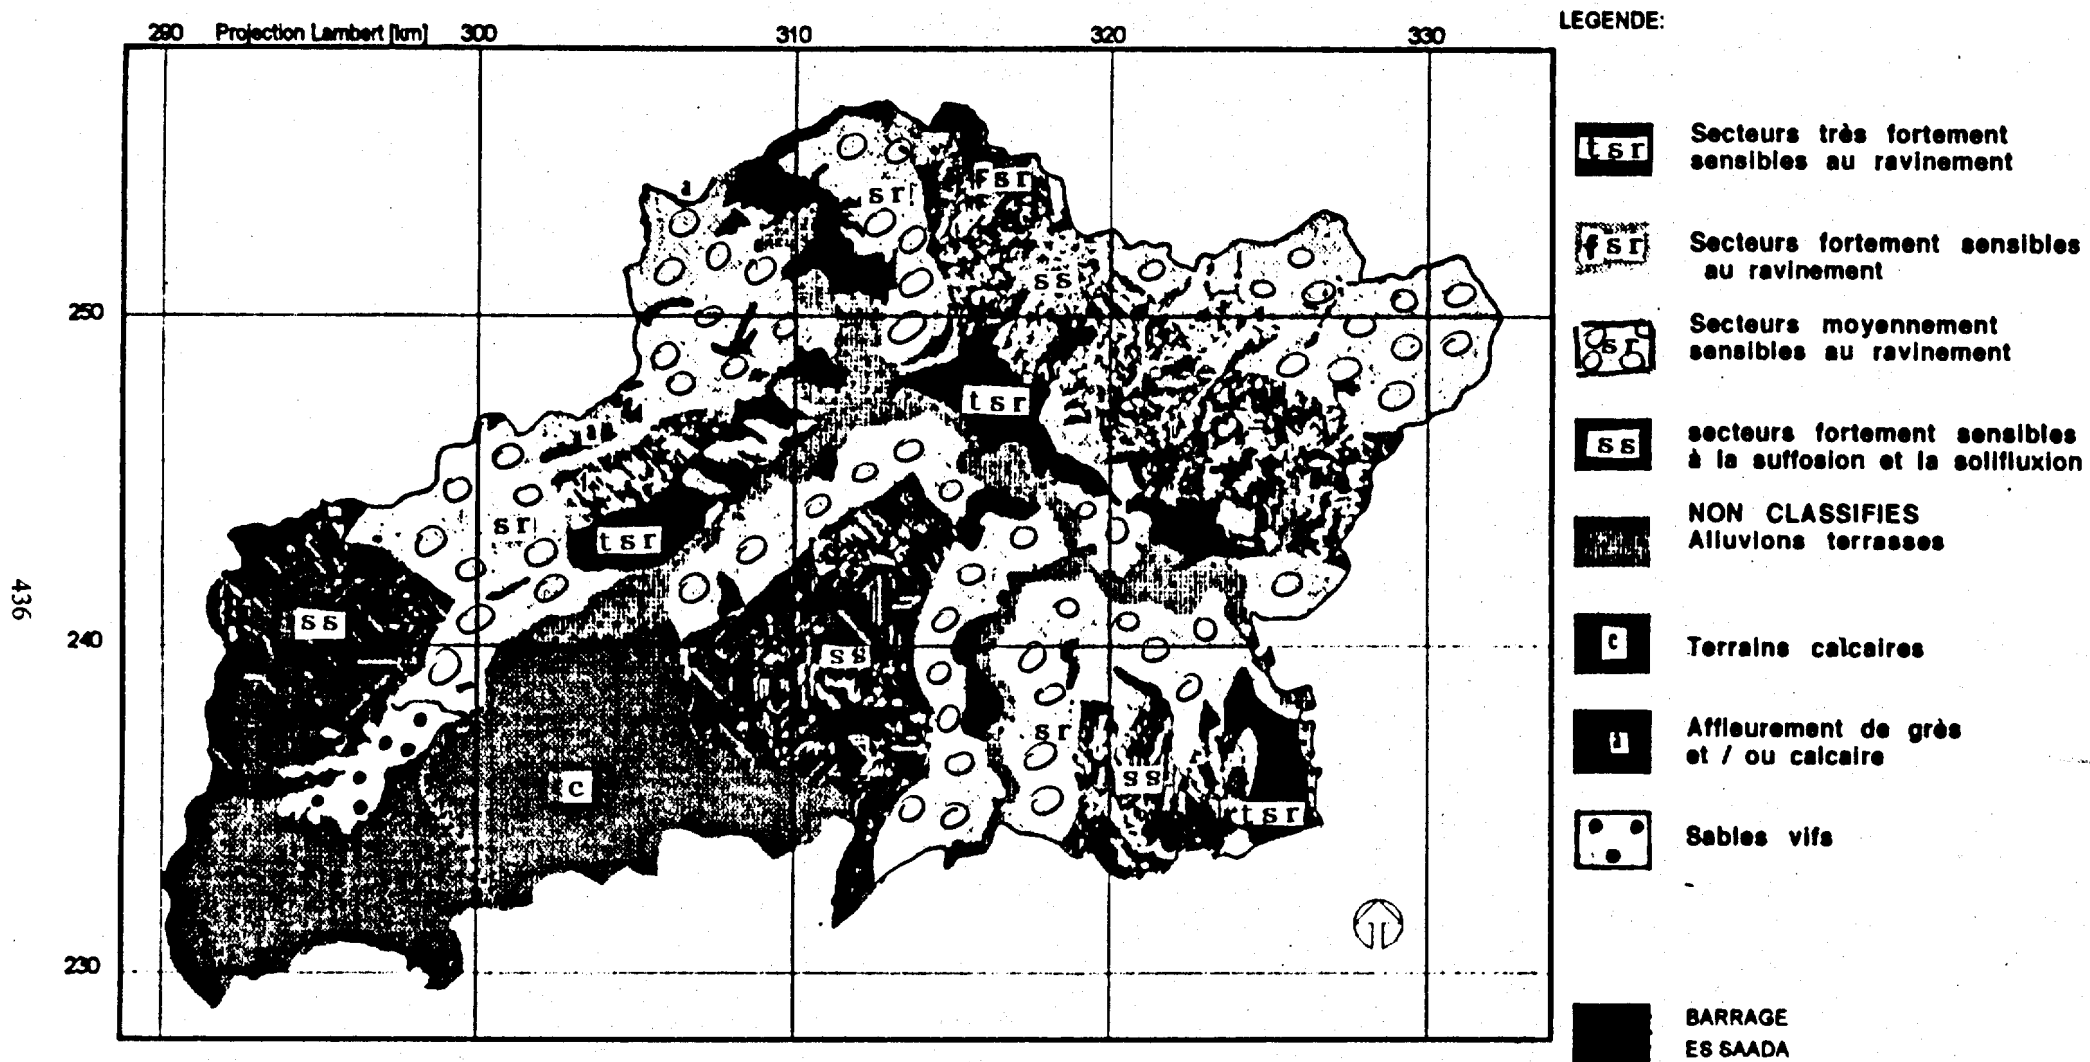 290 Projection Lambert [km] 300 310 320 330
LEGENDE:
tsr Secteurs très fortement
sensibles au ravinement
fsr Secteurs fortement sensibles
au ravinement
sr Secteurs moyennement
sensibles au ravinement
ss secteurs fortement sensibles
à la suffosion et la solifluxion
NON CLASSIFIES
Alluvions terrasses
c Terrains calcaires
a Affleurement de grès
et / ou calcaire
Sables vifs
BARRAGE
ES SAADA
a
sr
fsr
ss
250
tsr
sr
tsr
ss
240
ss
sr
c
ss
tsr
230
436